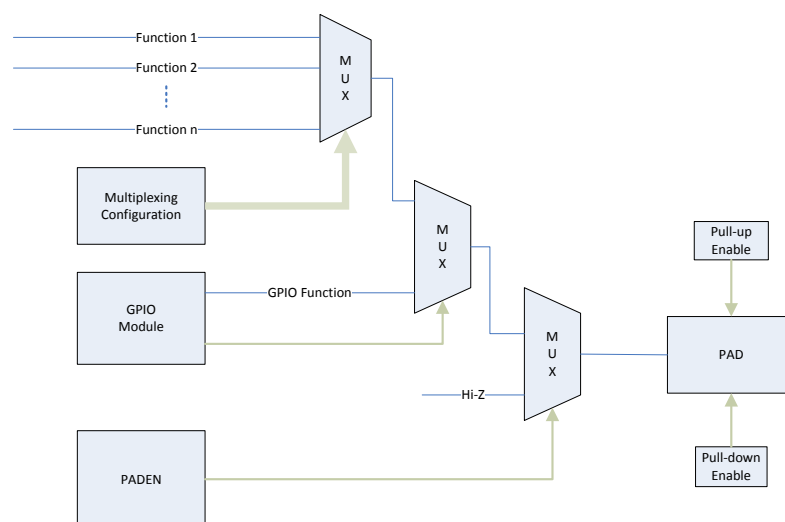 Function 1
Function 2
Function n
M
U
X
Multiplexing
Configuration
M
U
X
Pull-up
Enable
GPIO
Module
GPIO Function
M
U
X
PAD
Hi-Z
PADEN
Pull-down
Enable